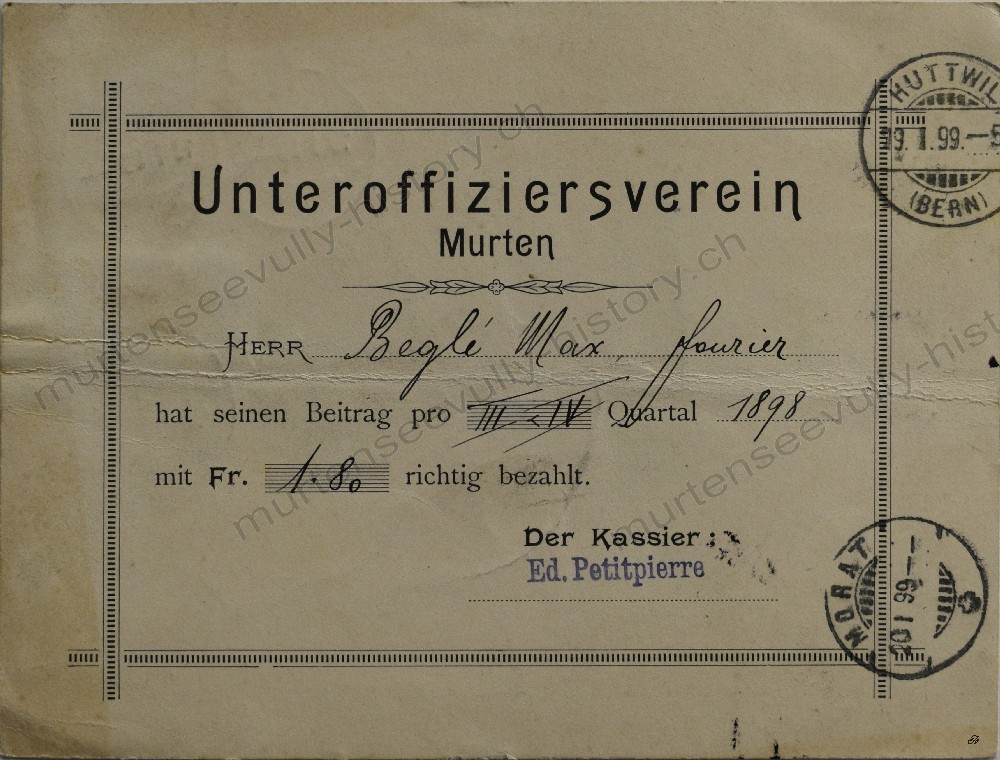 HUTTWIL
19.I.99.—5
(BERN)
Unteroffiziersverein
Murten
HERR Beglé Max, fourier
hat seinen Beitrag pro III-IV Quartal 1898
mit Fr. 1.80 richtig bezahlt.
Der Kassier:
Ed. Petitpierre
MORAT
20 I 99
murtenseevully-history.ch
murtenseevully-history.ch
murtenseevully-history.ch